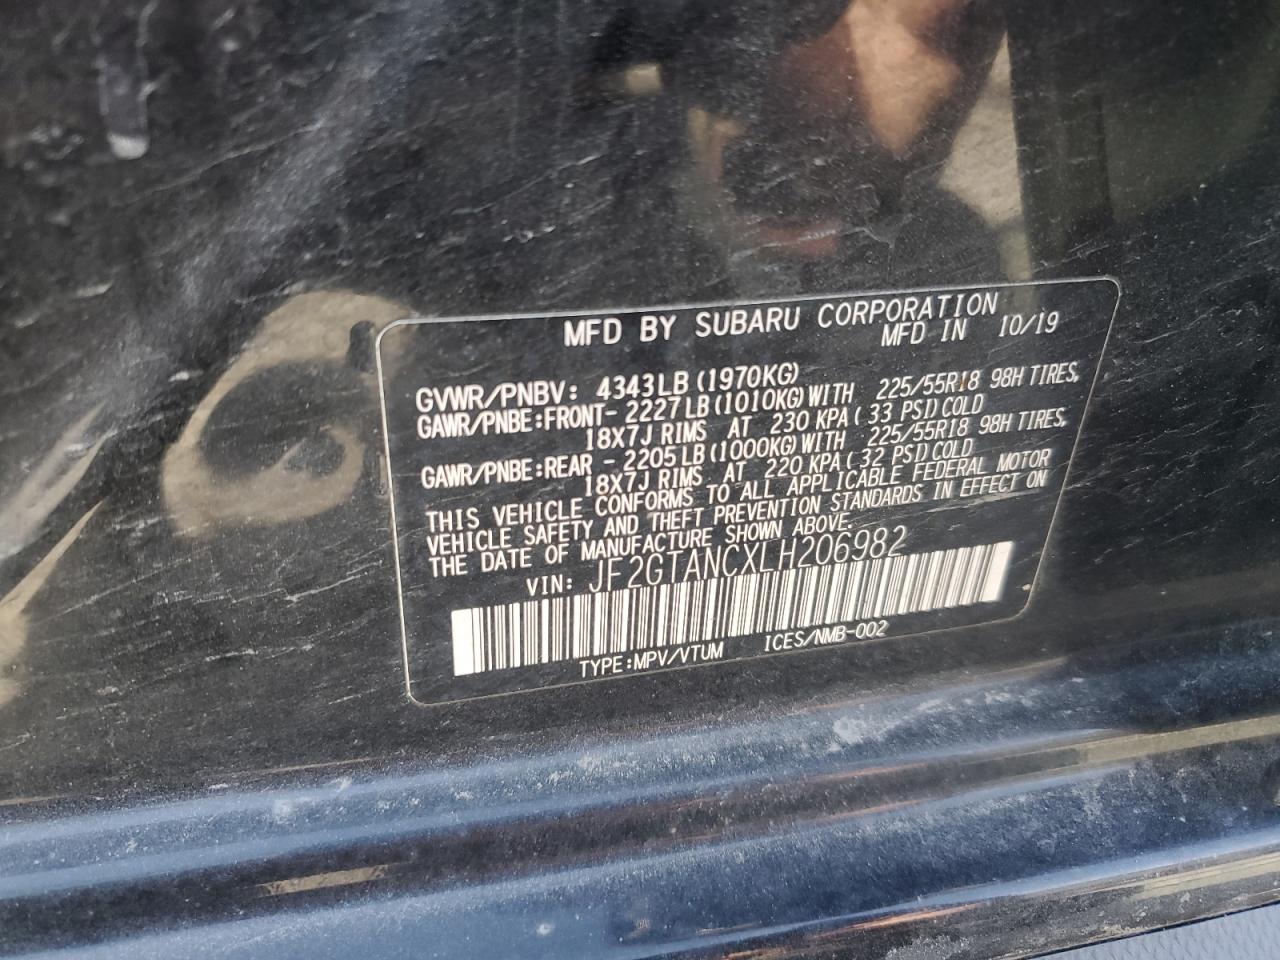 MFD BY SUBARU CORPORATION
MFD IN 10/19
GVWR/PNBV: 4343LB (1970KG)
GAWR/PNBE:FRONT- 2227LB (1010KG) WITH 225/55R18 98H TIRES,
18X7J RIMS AT 230 KPA (33 PSI) COLD
GAWR/PNBE:REAR - 2205LB (1000KG) WITH 225/55R18 98H TIRES,
18X7J RIMS AT 220 KPA (32 PSI) COLD
THIS VEHICLE CONFORMS TO ALL APPLICABLE FEDERAL MOTOR
VEHICLE SAFETY AND THEFT PREVENTION STANDARDS IN EFFECT ON
THE DATE OF MANUFACTURE SHOWN ABOVE.
VIN: JF2GTANCXLH206982
TYPE:MPV/VTUM ICES/NMB-002